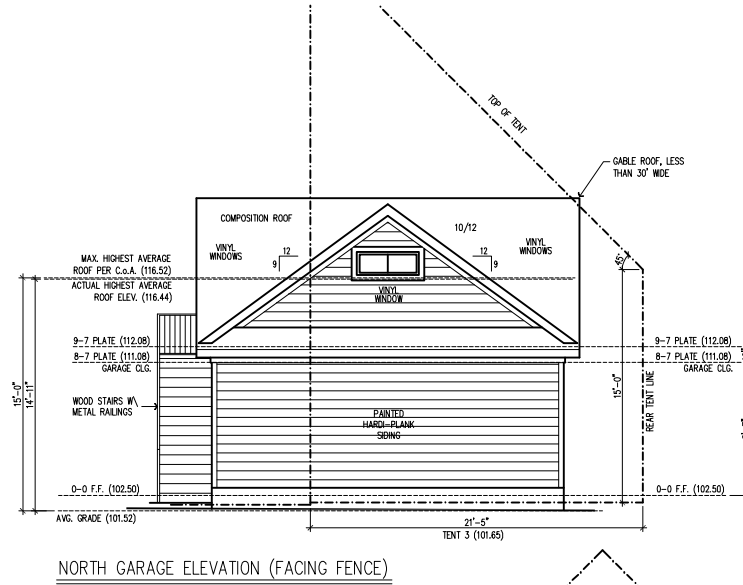 TOP OF TENT
GABLE ROOF, LESS
THAN 30' WIDE
COMPOSITION ROOF
10/12
VINYL
WINDOWS
12
9
12
9
VINYL
WINDOWS
45°
MAX. HIGHEST AVERAGE
ROOF PER C.o.A. (116.52)
ACTUAL HIGHEST AVERAGE
ROOF ELEV. (116.44)
VINYL
WINDOW
9-7 PLATE (112.08)
8-7 PLATE (111.08)
GARAGE CLG.
9-7 PLATE (112.08)
8-7 PLATE (111.08)
GARAGE CLG.
15'-0"
14'-11"
WOOD STAIRS W\
METAL RAILINGS
PAINTED
HARDI-PLANK
SIDING
15'-0"
REAR TENT LINE
0-0 F.F. (102.50)
0-0 F.F. (102.50)
AVG. GRADE (101.52)
21'-5"
TENT 3 (101.65)
NORTH GARAGE ELEVATION (FACING FENCE)